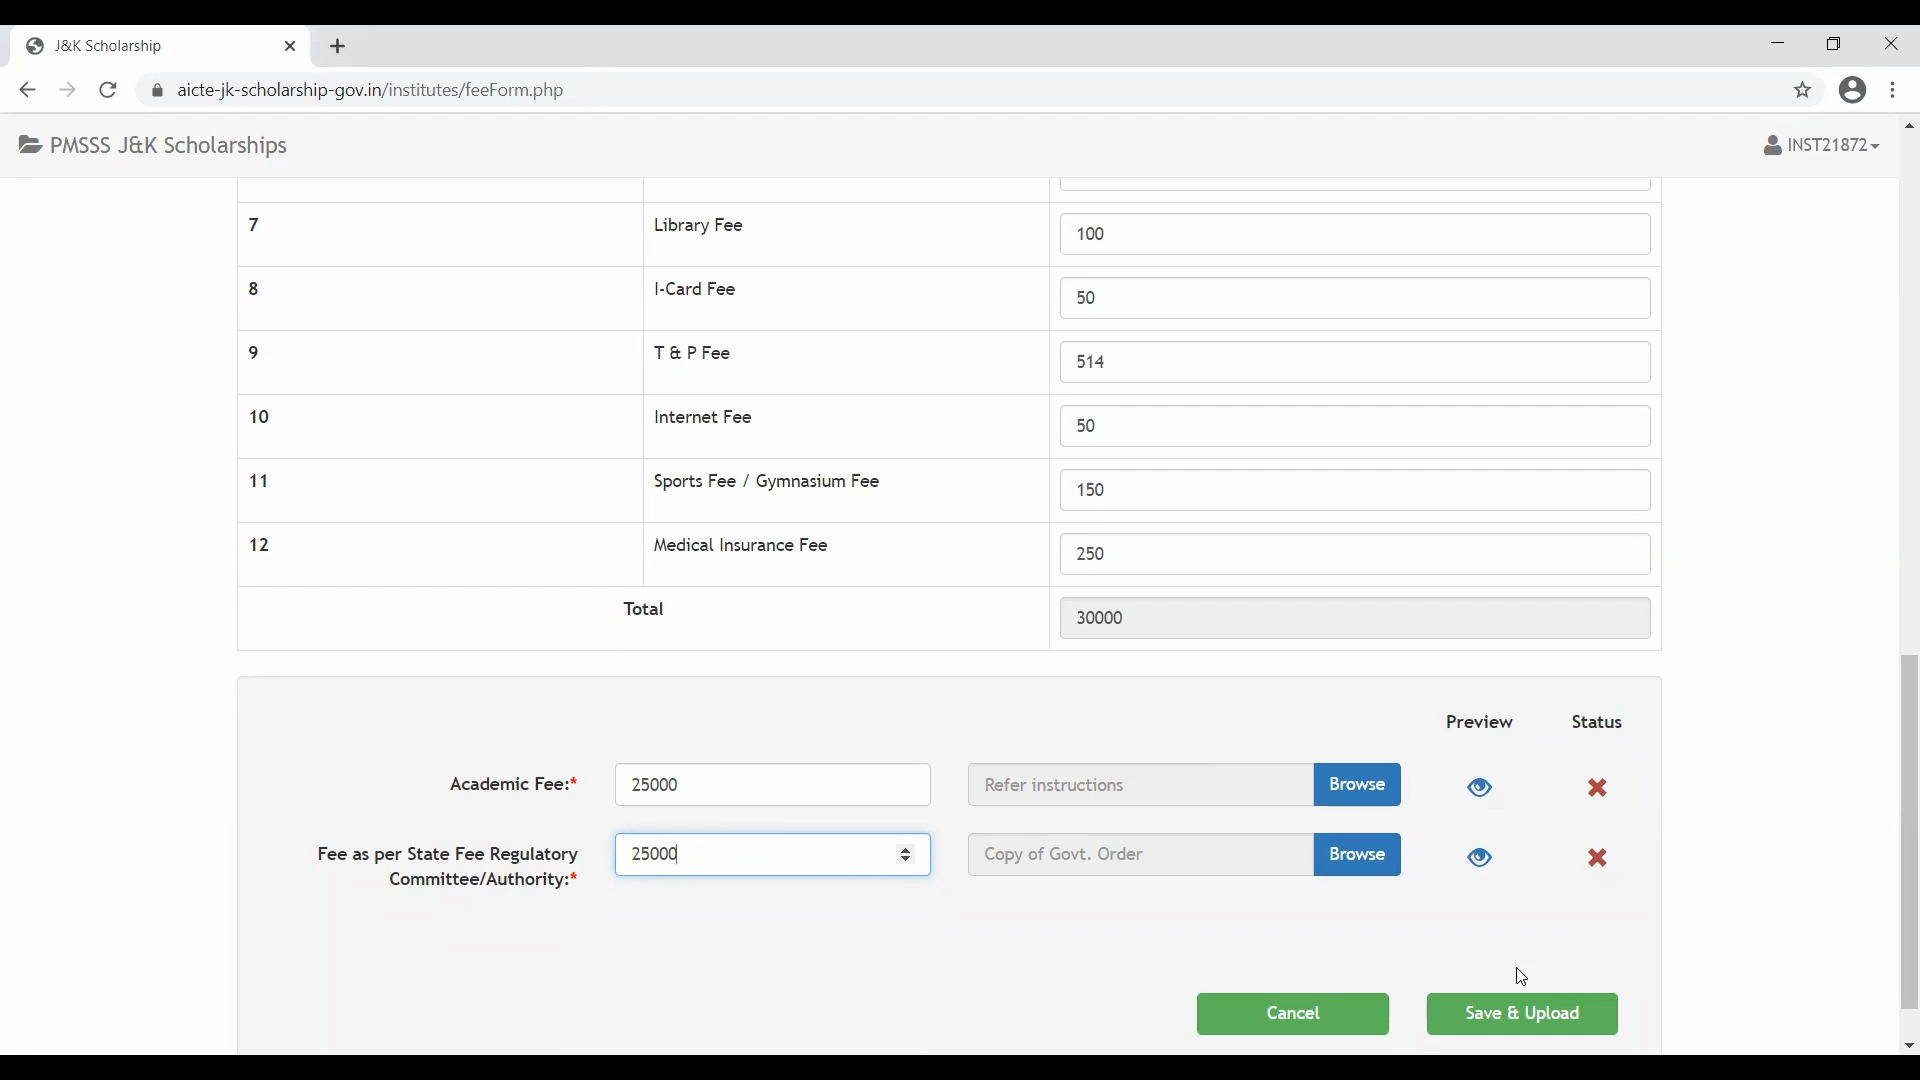 J&K Scholarship
aicte-jk-scholarship-gov.in/institutes/feeForm.php
PMSSS J&K Scholarships
INST21872
7 Library Fee 100
8 I-Card Fee 50
9 T & P Fee 514
10 Internet Fee 50
11 Sports Fee / Gymnasium Fee 150
12 Medical Insurance Fee 250
Total 30000
Preview Status
Academic Fee:* 25000 Refer instructions Browse
Fee as per State Fee Regulatory 25000 Copy of Govt. Order Browse
Committee/Authority:*
Cancel Save & Upload